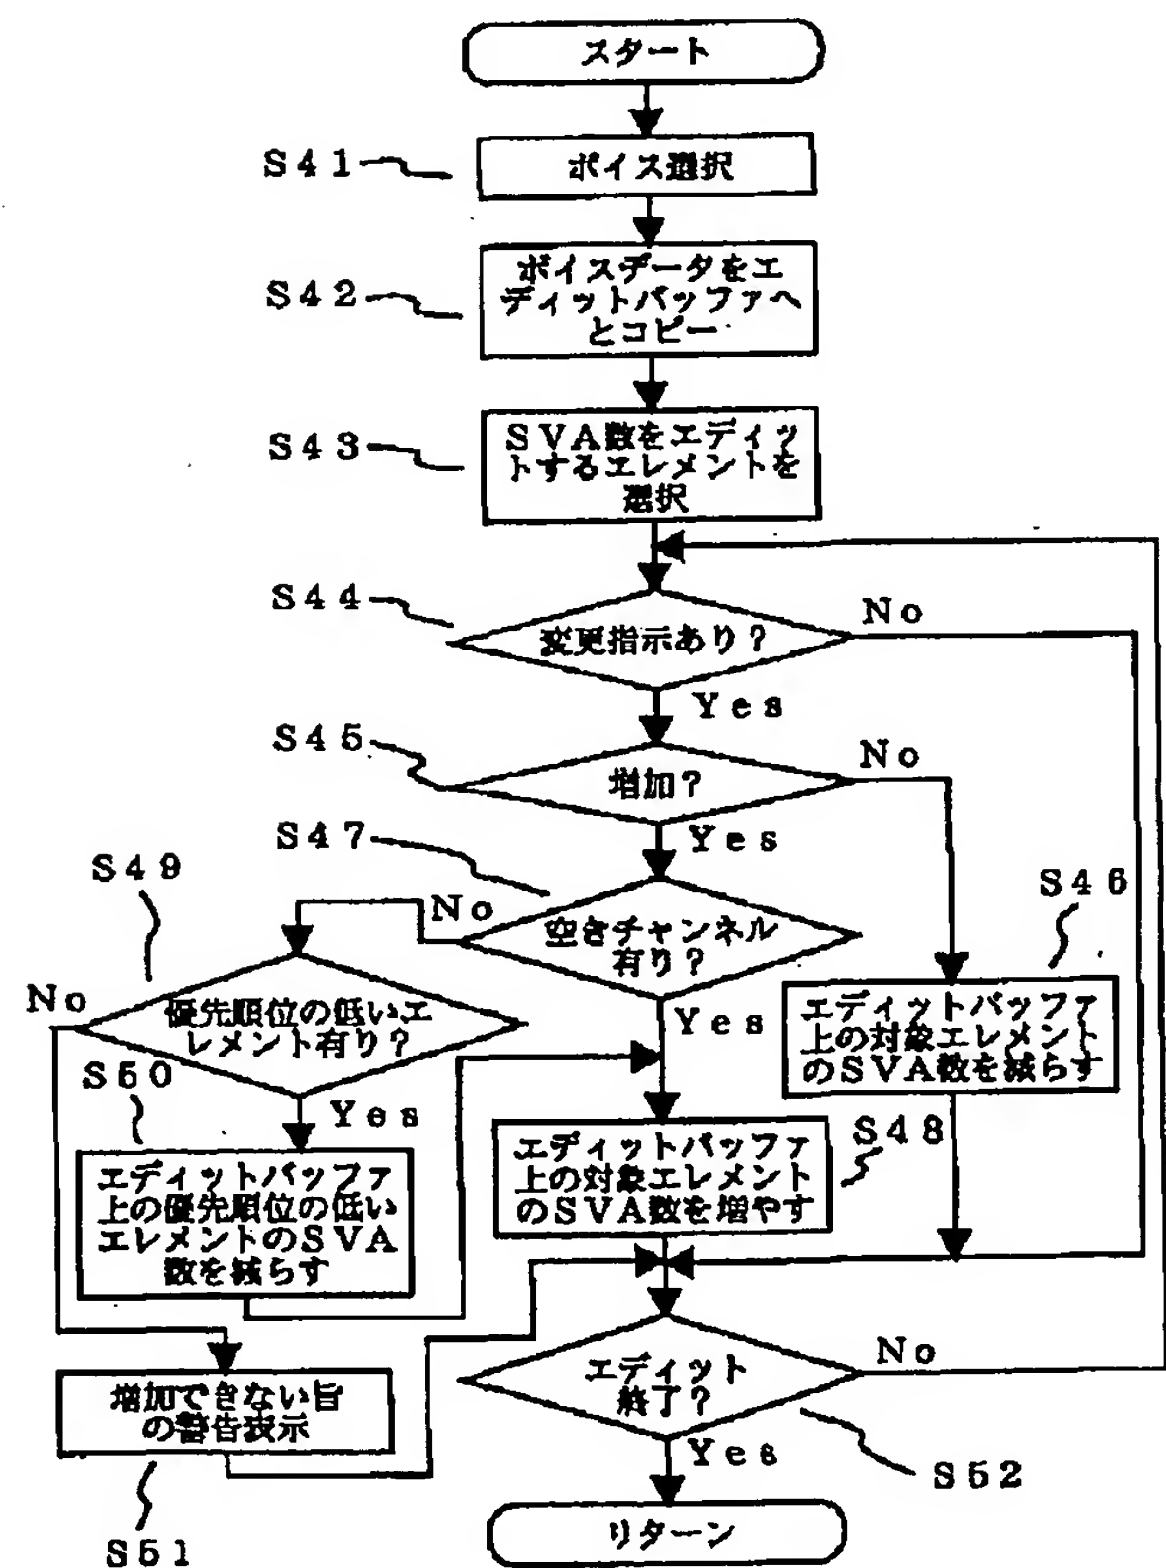 スタート
S41
ボイス選択
S42
ボイスデータをエ
ディットバッファへ
とコピー
S43
SVA数をエディッ
トするエレメントを
選択
S44
変更指示あり?
No
Yes
S45
増加?
No
Yes
S47
空きチャンネル
有り?
No
Yes
S49
優先順位の低いエ
レメント有り?
No
Yes
S46
エディットバッファ
上の対象エレメント
のSVA数を減らす
S50
エディットバッファ
上の優先順位の低い
エレメントのSVA
数を減らす
S48
エディットバッファ
上の対象エレメント
のSVA数を増やす
増加できない旨
の警告表示
S51
エディット
終了?
No
Yes
S52
リターン